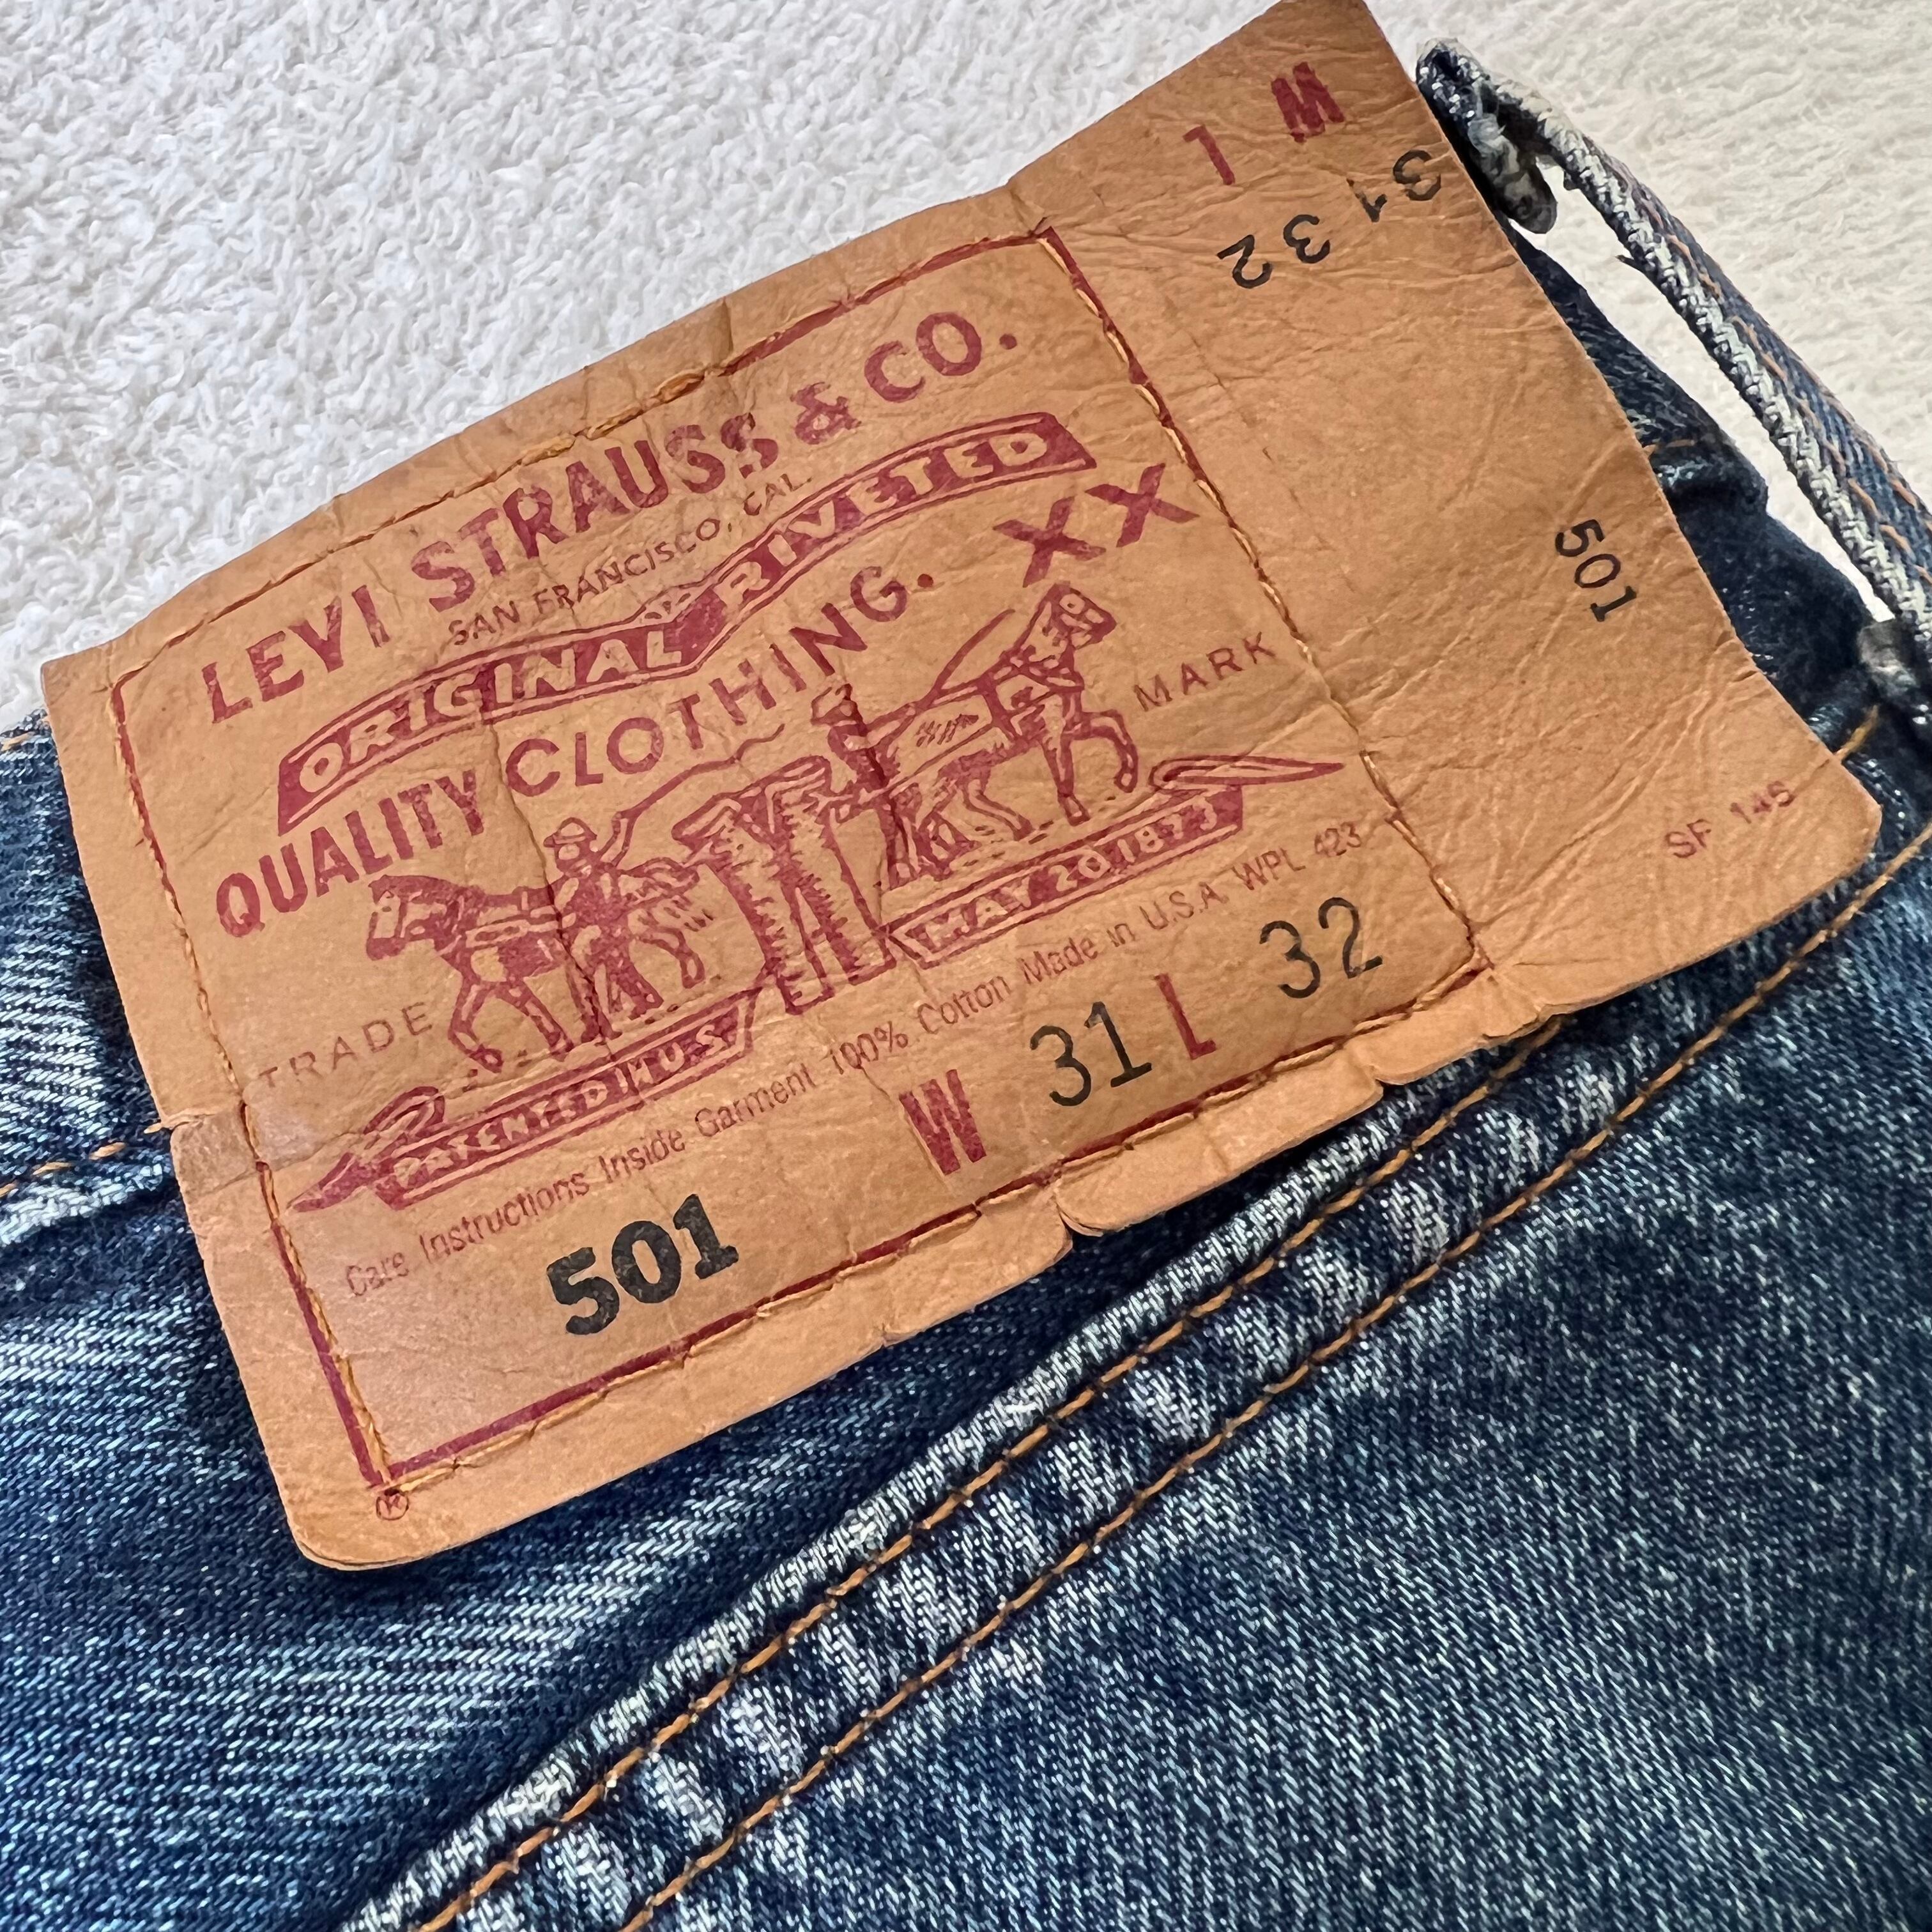 LEVI STRAUSS & CO.
SAN FRANCISCO, CAL.
ORIGINAL RIVETED
QUALITY CLOTHING. XX
TRADE MARK
PATENTED IN U.S. MAY 20 1873
Care Instructions Inside Garment 100% Cotton Made in U.S.A. WPL 423
501 W 31 L 32
®
L W
31 32
501
SF